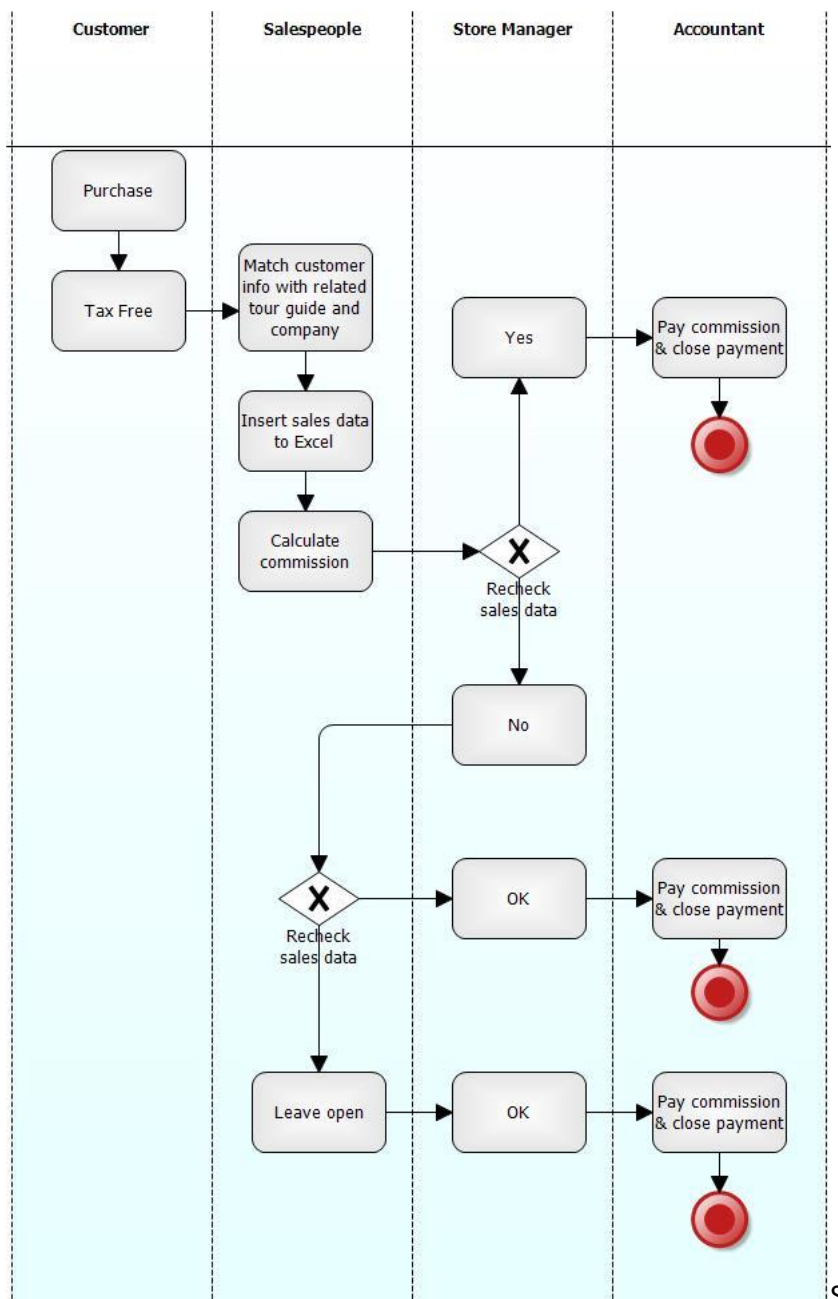 Customer
Salespeople
Store Manager
Accountant
Purchase
Tax Free
Match customer
info with related
tour guide and
company
Yes
Pay commission
& close payment
Insert sales data
to Excel
Calculate
commission
Recheck
sales data
No
Recheck
sales data
OK
Pay commission
& close payment
Leave open
OK
Pay commission
& close payment